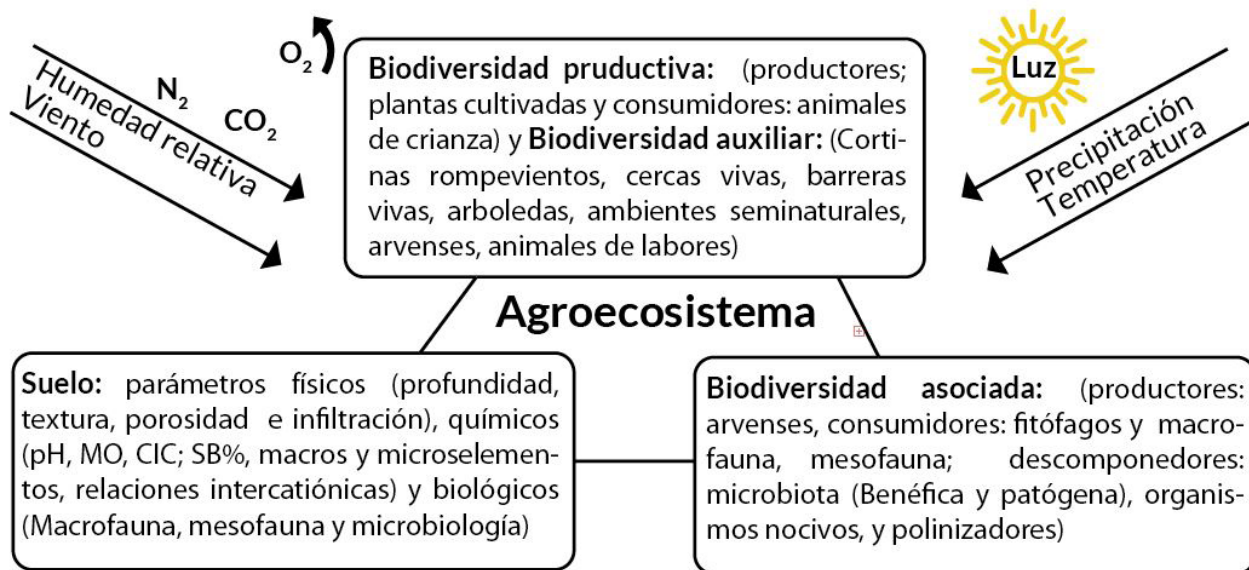 O₂
N₂
CO₂
Humedad relativa
Viento
Biodiversidad pruductiva: (productores;
plantas cultivadas y consumidores: animales
de crianza) y Biodiversidad auxiliar: (Corti-
nas rompevientos, cercas vivas, barreras
vivas, arboledas, ambientes seminaturales,
arvenses, animales de labores)
Luz
Precipitación
Temperatura
Agroecosistema
Suelo: parámetros físicos (profundidad,
textura, porosidad e infiltración), químicos
(pH, MO, CIC; SB%, macros y microselemen-
tos, relaciones intercatiónicas) y biológicos
(Macrofauna, mesofauna y microbiología)
Biodiversidad asociada: (productores:
arvenses, consumidores: fitófagos y macro-
fauna, mesofauna; descomponedores:
microbiota (Benéfica y patógena), organis-
mos nocivos, y polinizadores)